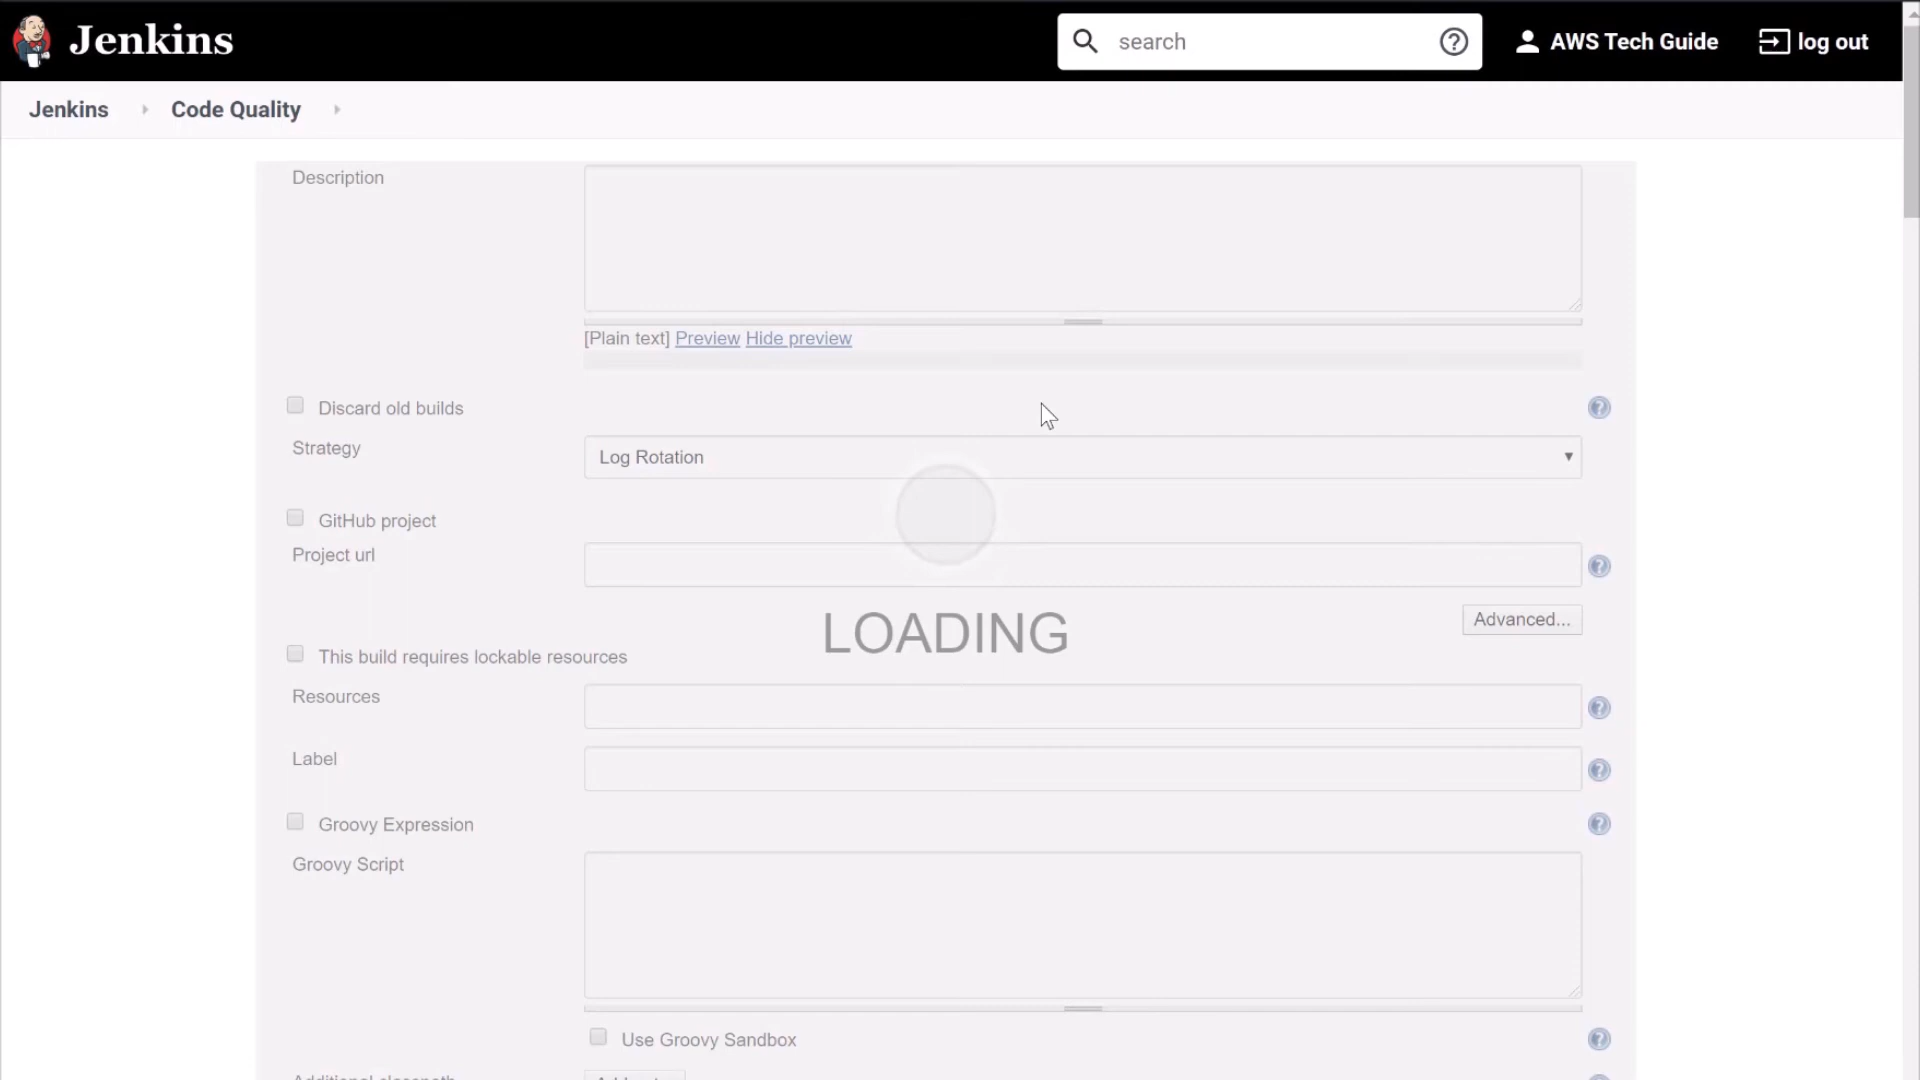 Jenkins
search
AWS Tech Guide
log out
Jenkins
Code Quality
Description
[Plain text] Preview Hide preview
Discard old builds
Strategy
Log Rotation
GitHub project
Project url
LOADING
Advanced...
This build requires lockable resources
Resources
Label
Groovy Expression
Groovy Script
Use Groovy Sandbox